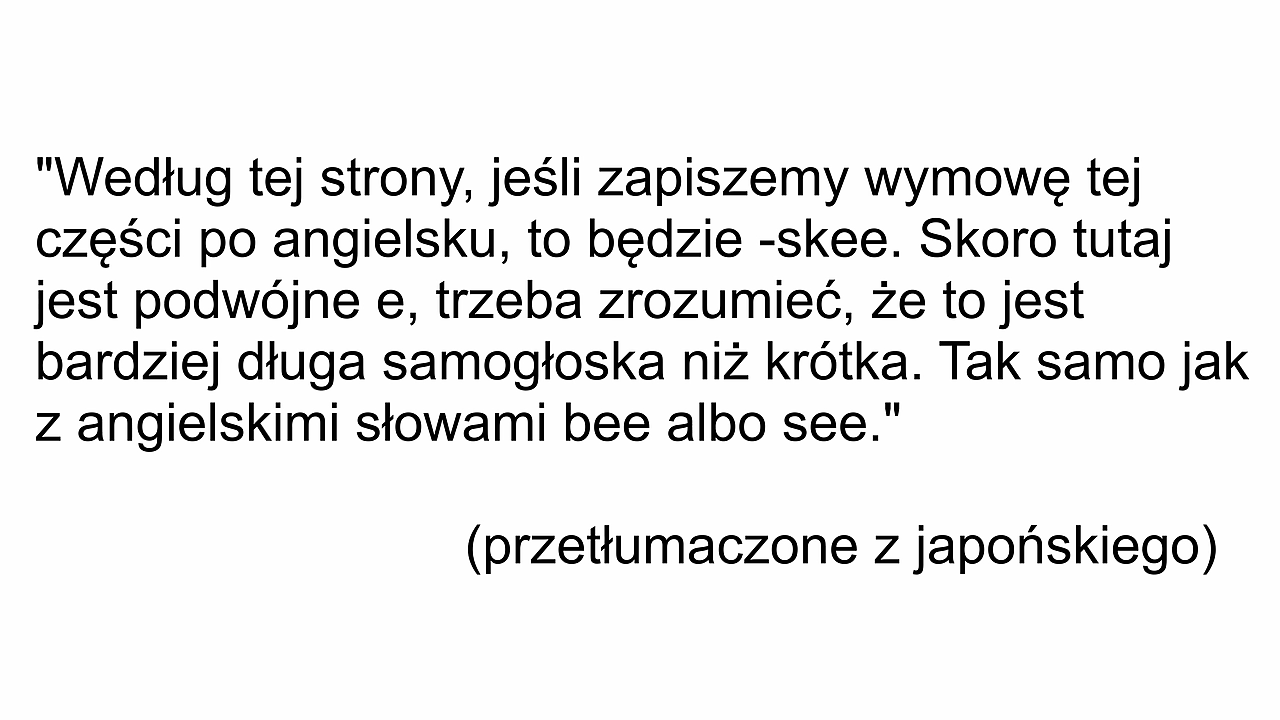 "Według tej strony, jeśli zapiszemy wymowę tej
części po angielsku, to będzie -skee. Skoro tutaj
jest podwójne e, trzeba zrozumieć, że to jest
bardziej długa samogłoska niż krótka. Tak samo jak
z angielskimi słowami bee albo see."
(przetłumaczone z japońskiego)